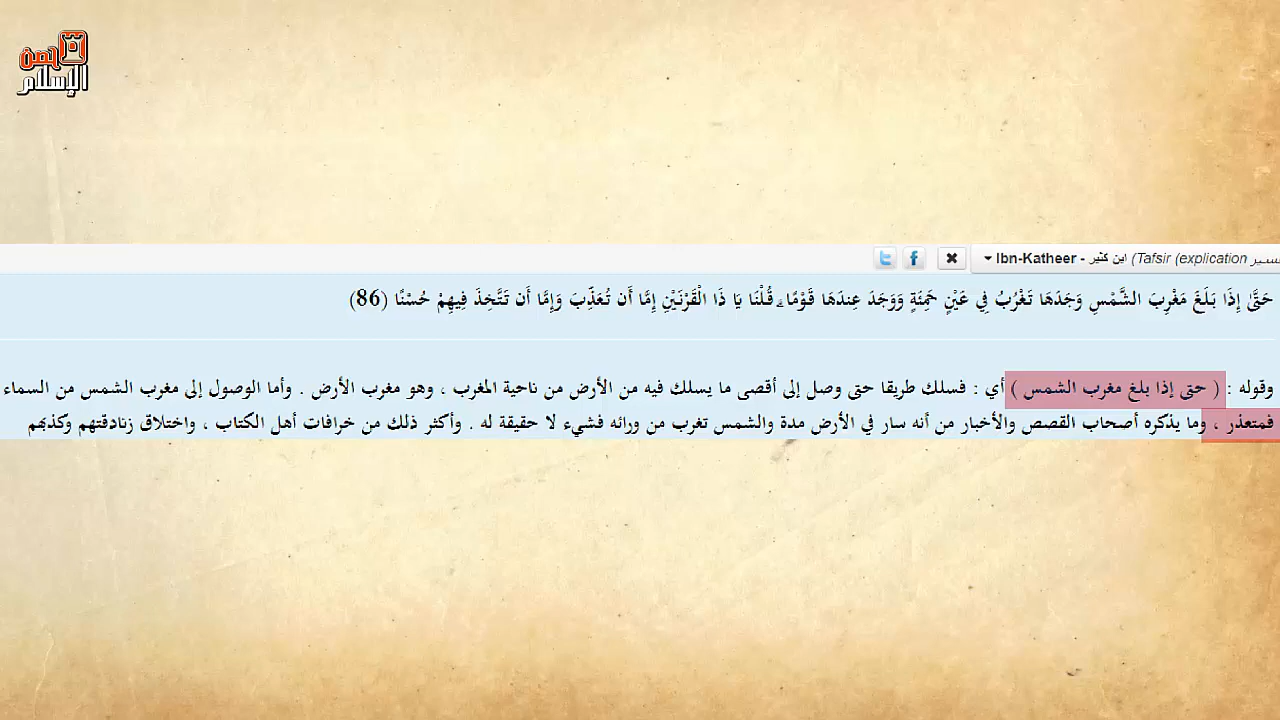 حصن
الإسلام
Ibn-Katheer - ابن كثير (Tafsir (explication تفسير
حَتَّىٰ إِذَا بَلَغَ مَغْرِبَ الشَّمْسِ وَجَدَهَا تَغْرُبُ فِي عَيْنٍ حَمِئَةٍ وَوَجَدَ عِندَهَا قَوْمًا ۗ قُلْنَا يَا ذَا الْقَرْنَيْنِ إِمَّا أَن تُعَذِّبَ وَإِمَّا أَن تَتَّخِذَ فِيهِمْ حُسْنًا (86)
وقوله : ( حتى إذا بلغ مغرب الشمس ) أي : فسلك طريقا حتى وصل إلى أقصى ما يسلك فيه من الأرض من ناحية المغرب ، وهو مغرب الأرض . وأما الوصول إلى مغرب الشمس من السماء
فمتعذر ، وما يذكره أصحاب القصص والأخبار من أنه سار في الأرض مدة والشمس تغرب من ورائه فشيء لا حقيقة له . وأكثر ذلك من خرافات أهل الكتاب ، واختلاق زنادقتهم وكذبهم